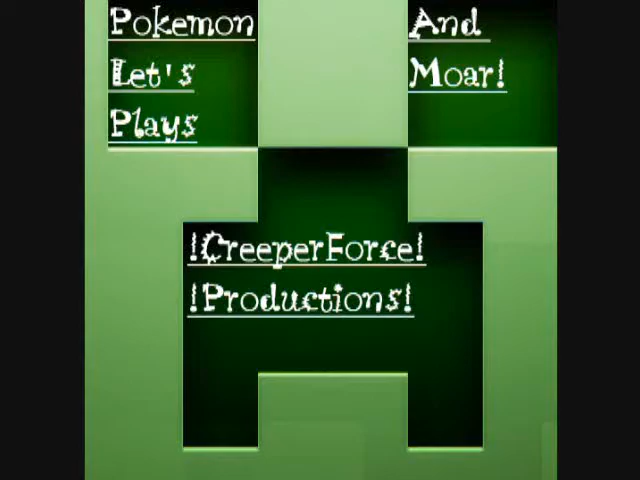 Pokemon
Let's
Plays
And
Moar!
!CreeperForce!
!Productions!